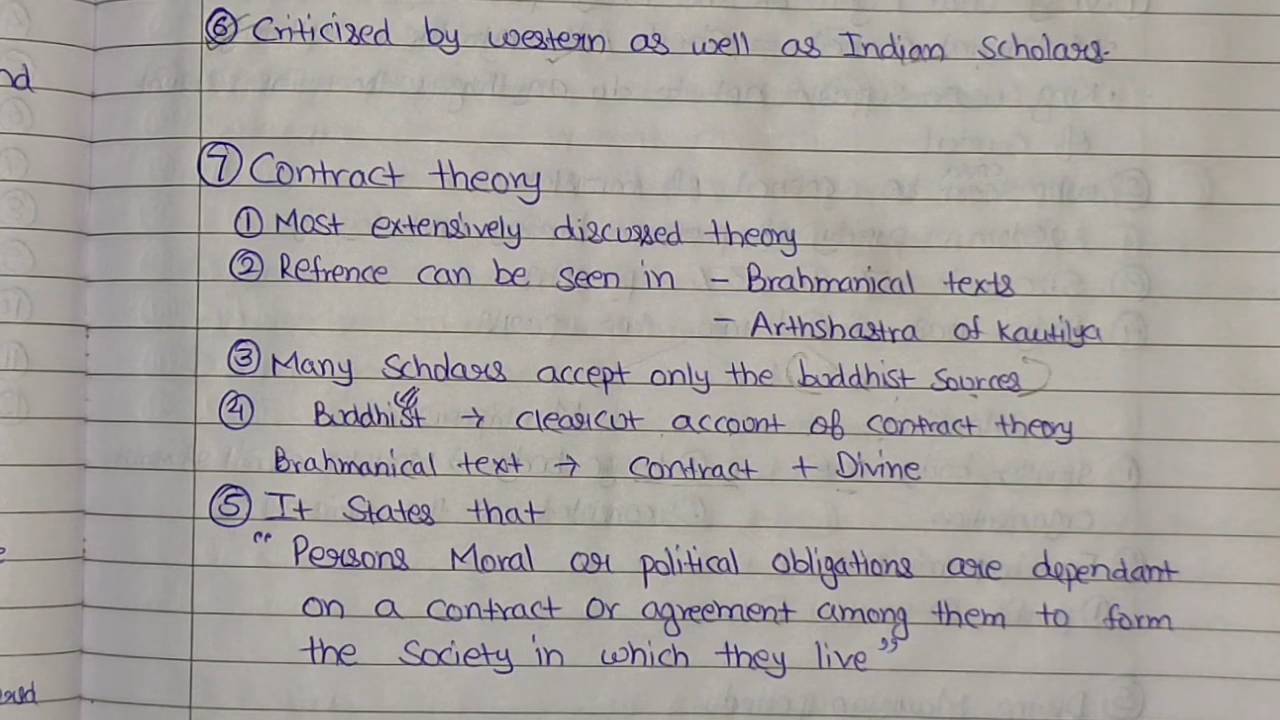 ⑥ Criticized by western as well as Indian Scholars.
nd
⑦ Contract theory
① Most extensively discussed theory
② Refrence can be seen in - Brahmanical texts
- Arthshastra of Kautilya
③ Many Scholars accept only the buddhist Sources
④ Buddhist → clearcut account of contract theory
Brahmanical text → contract + Divine
⑤ It States that
"Persons Moral or political obligations are dependant
on a contract or agreement among them to form
the Society in which they live"